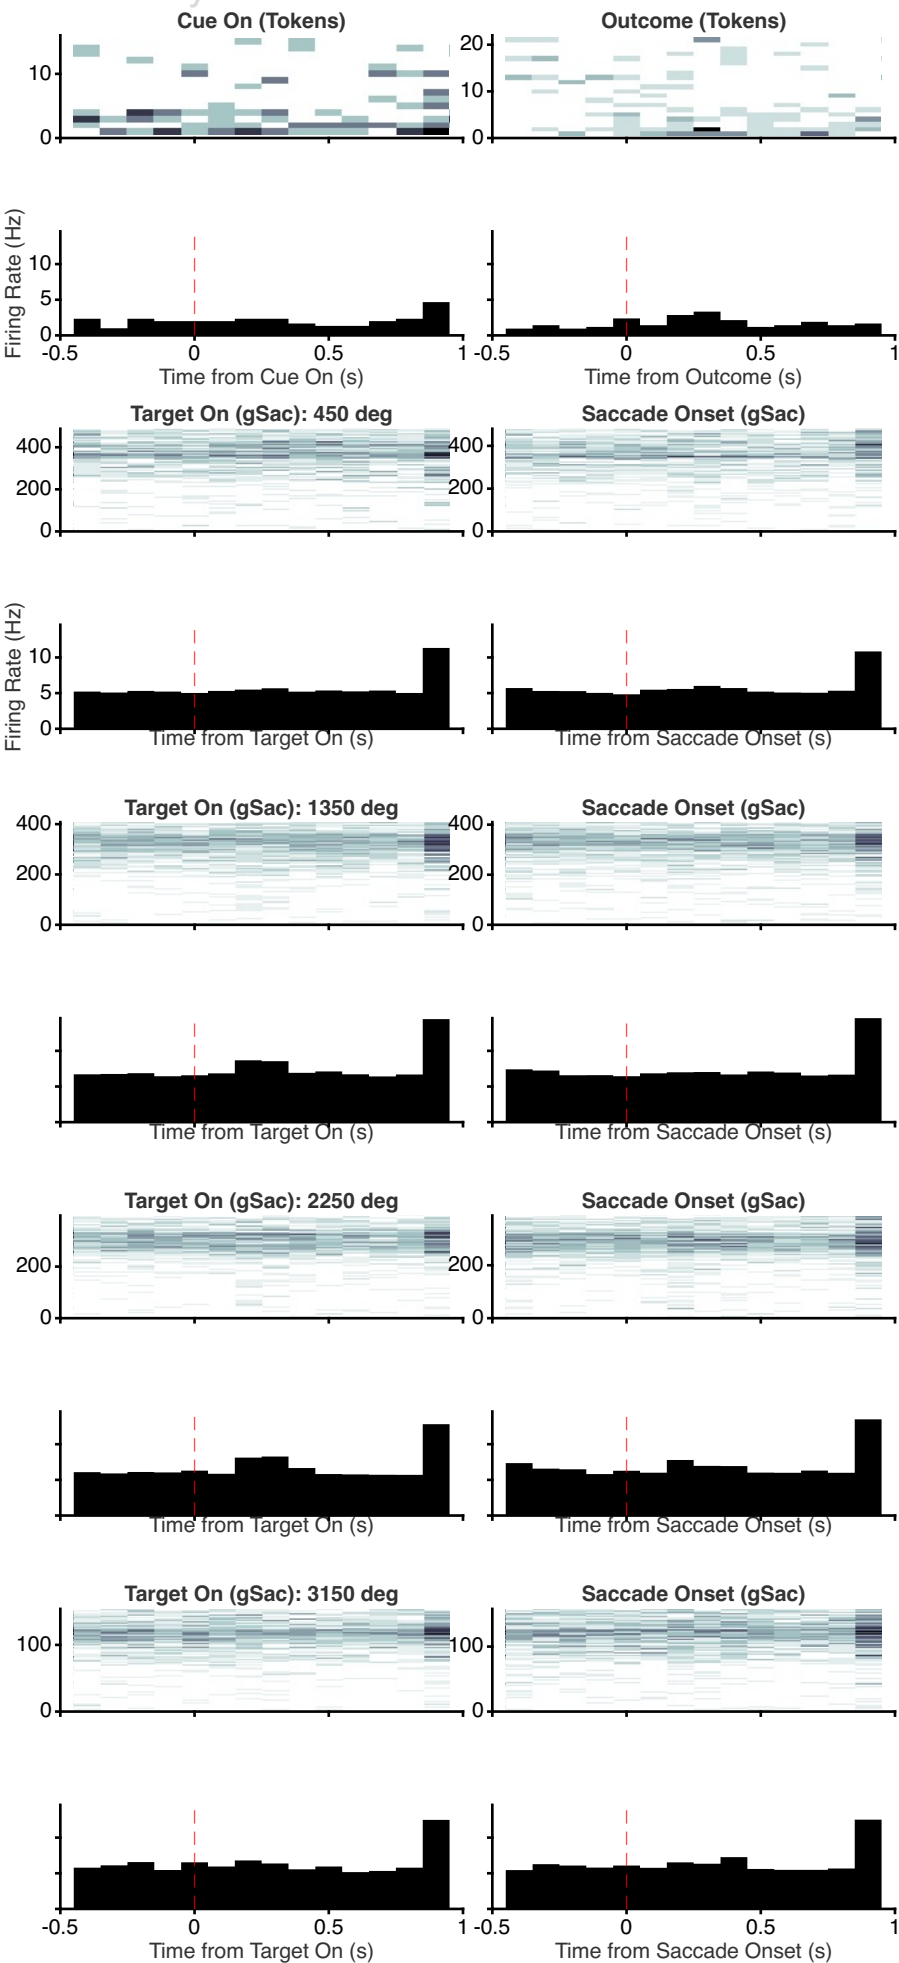 Cue On (Tokens) Outcome (Tokens)
10 20
0 10
0
Firing Rate (Hz)
10
5
0
-0.5 0 0.5 1 -0.5 0 0.5 1
Time from Cue On (s) Time from Outcome (s)
Target On (gSac): 450 deg Saccade Onset (gSac)
400 400
200 200
0 0
Firing Rate (Hz)
10
5
0
Time from Target On (s) Time from Saccade Onset (s)
Target On (gSac): 1350 deg Saccade Onset (gSac)
400 400
200 200
0 0
Time from Target On (s) Time from Saccade Onset (s)
Target On (gSac): 2250 deg Saccade Onset (gSac)
200 200
0 0
Time from Target On (s) Time from Saccade Onset (s)
Target On (gSac): 3150 deg Saccade Onset (gSac)
100 100
0 0
-0.5 0 0.5 1 -0.5 0 0.5 1
Time from Target On (s) Time from Saccade Onset (s)